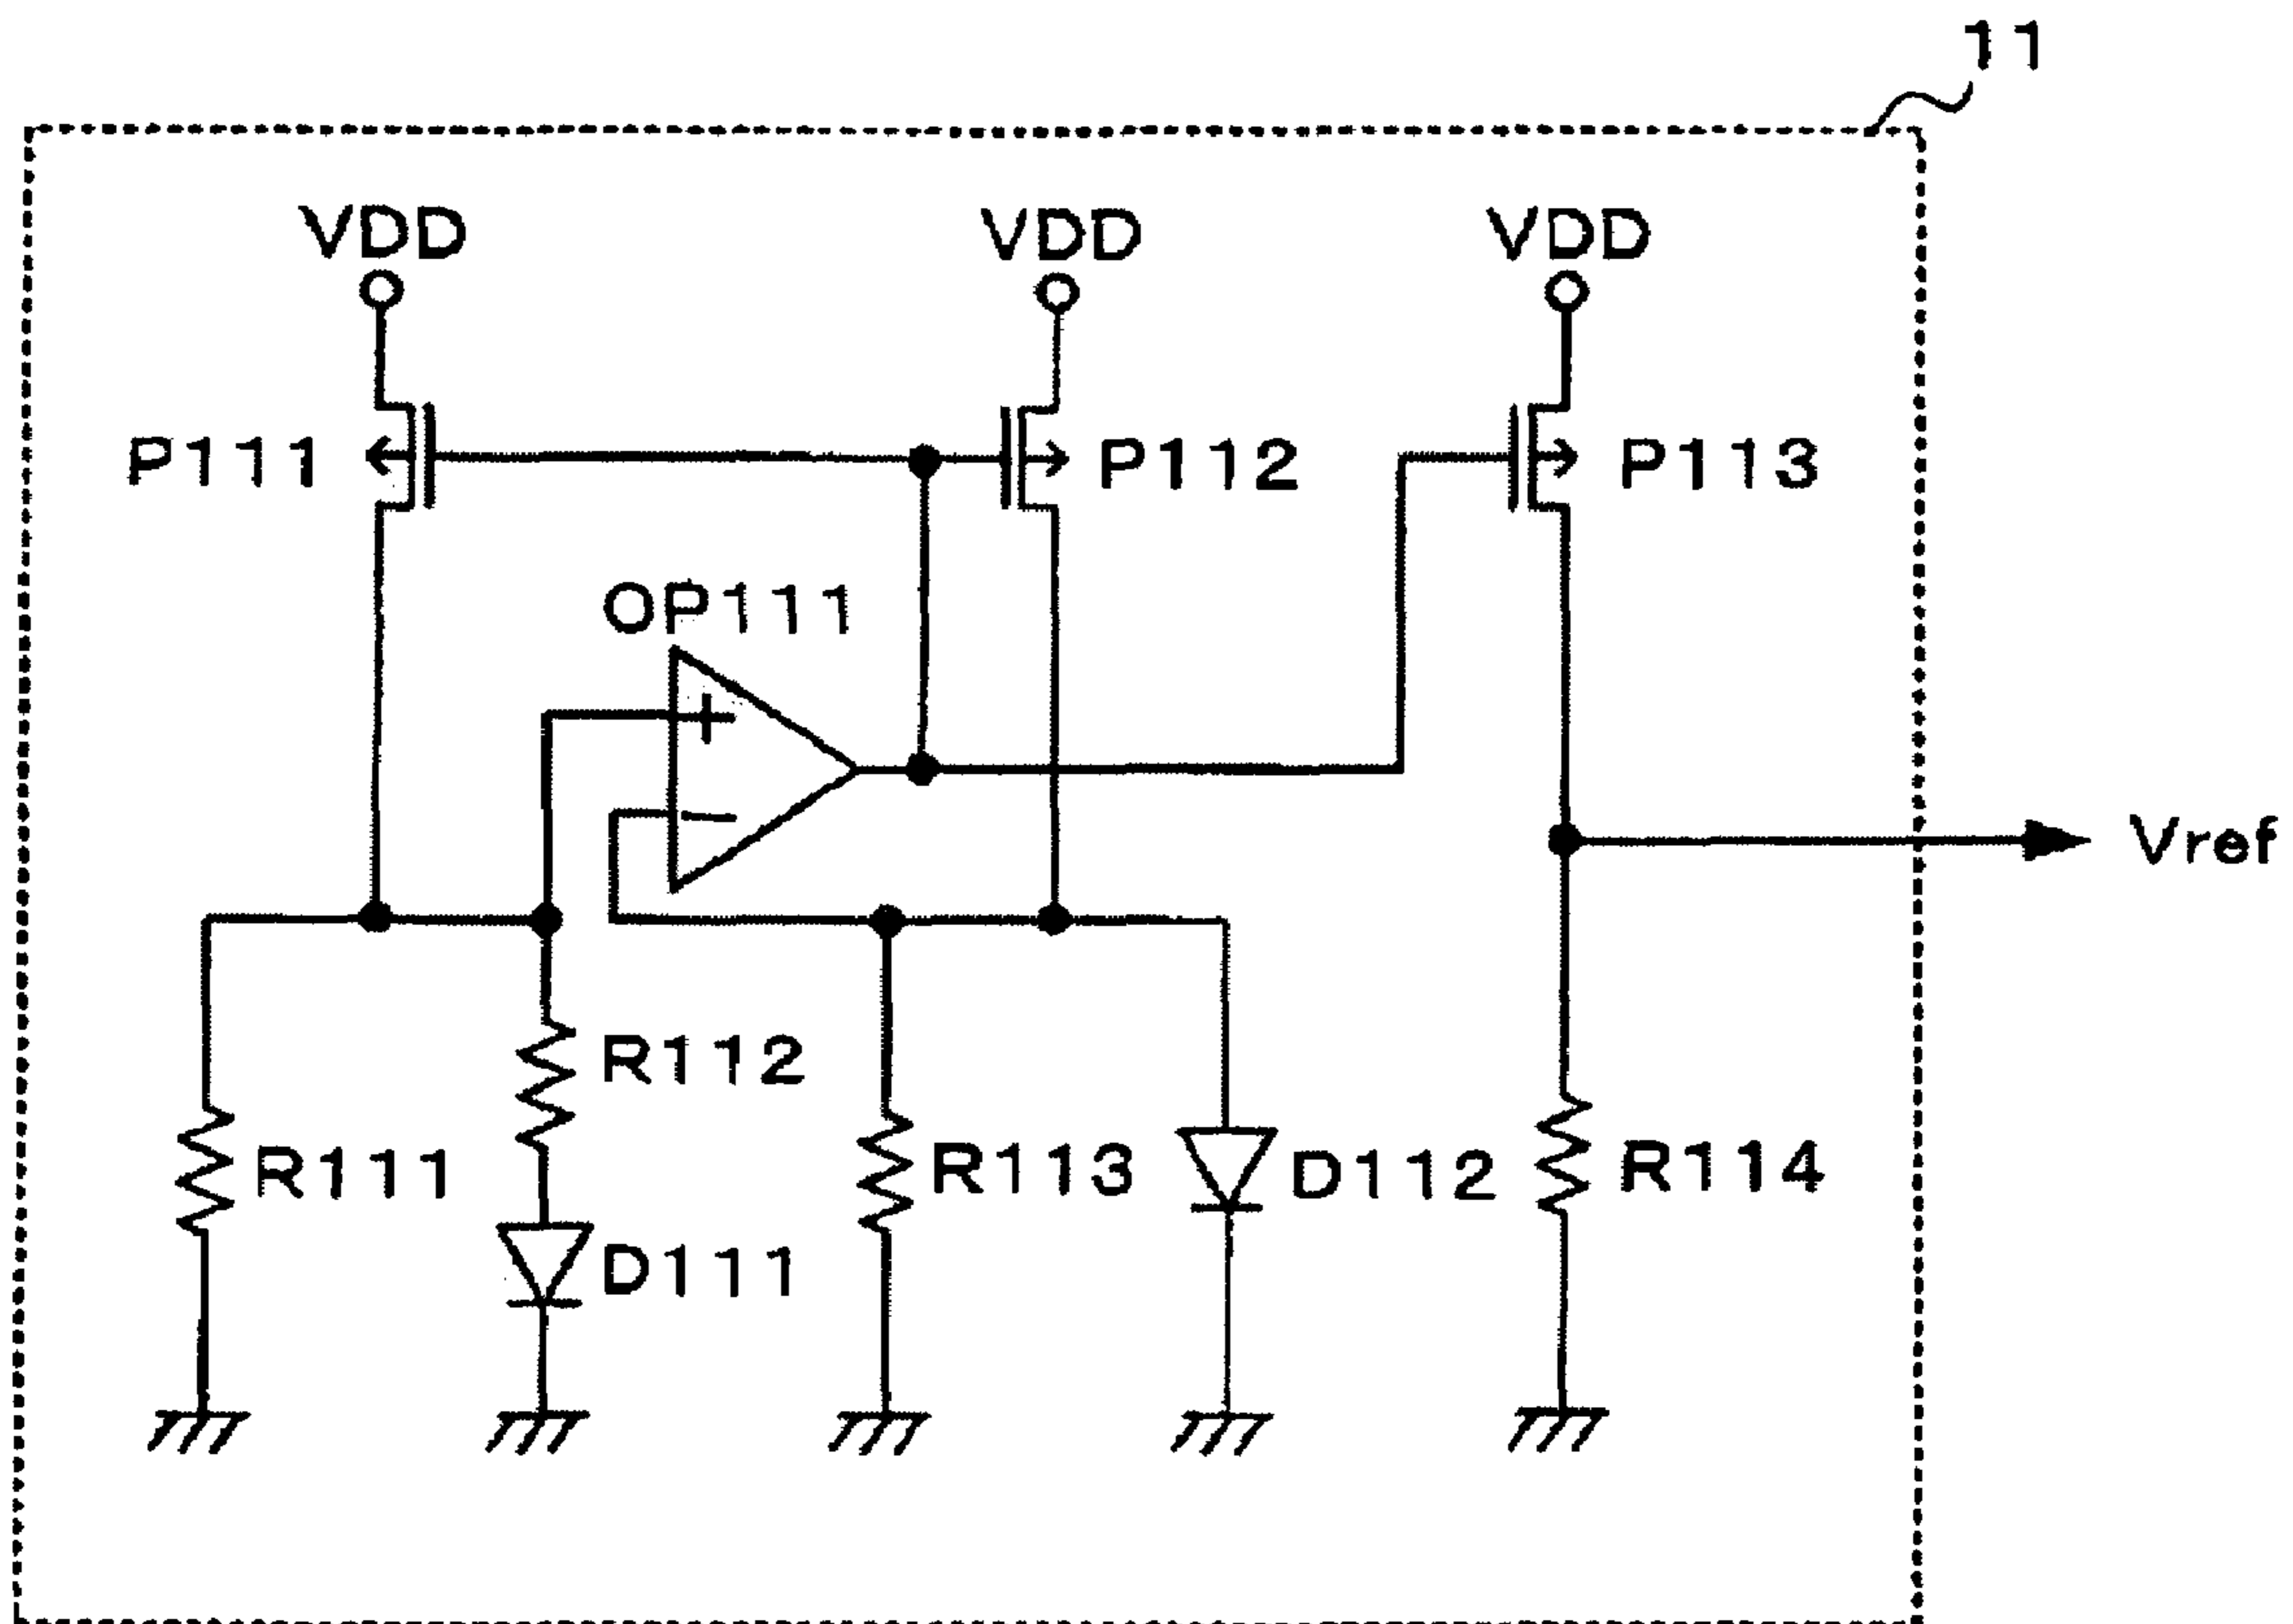 11
VDD VDD VDD
P111 P112 P113
OP111
+
−
Vref
R112
R111 R113 D112 R114
D111